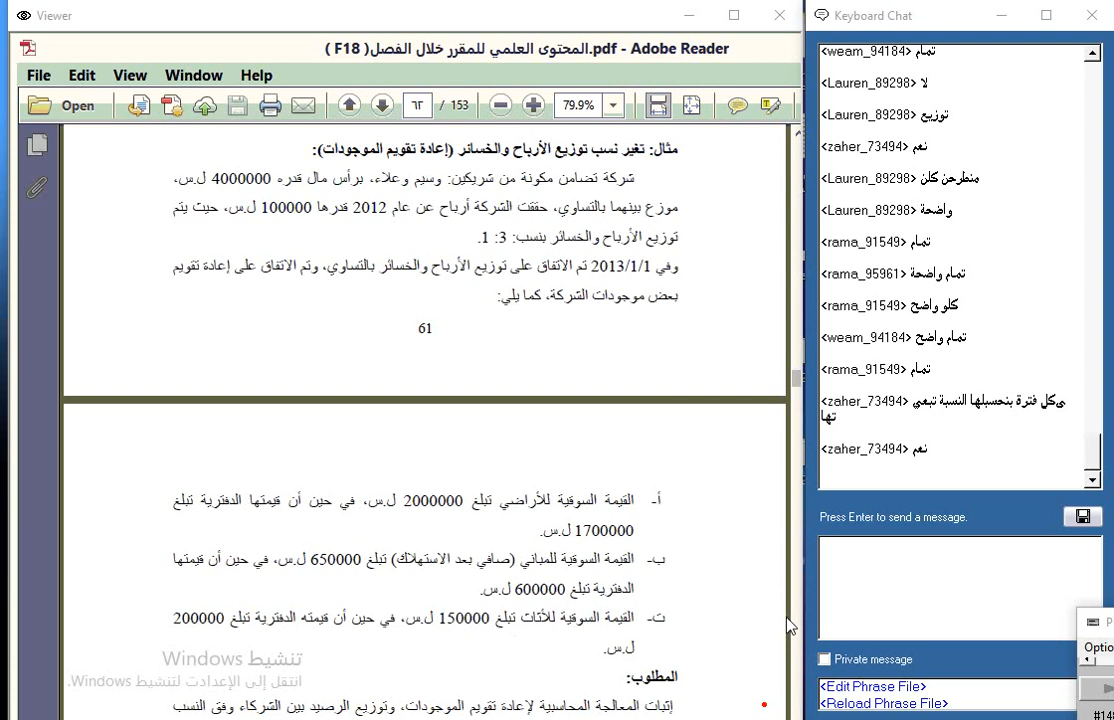 Viewer
المحتوى العلمي للمقرر خلال الفصل( F18 ).pdf - Adobe Reader
File Edit View Window Help
Open ٦٢ / 153 79.9%
مثال: تغير نسب توزيع الأرباح والخسائر (إعادة تقويم الموجودات):
شركة تضامن مكونة من شريكين: وسيم وعلاء، برأس مال قدره 4000000 ل.س،
موزع بينهما بالتساوي، حققت الشركة أرباح عن عام 2012 قدرها 100000 ل.س، حيث يتم
توزيع الأرباح والخسائر بنسب: 3: 1.
وفي 2013/1/1 تم الاتفاق على توزيع الأرباح والخسائر بالتساوي، وتم الاتفاق على إعادة تقويم
بعض موجودات الشركة، كما يلي:
61
أ- القيمة السوقية للأراضي تبلغ 2000000 ل.س، في حين أن قيمتها الدفترية تبلغ
1700000 ل.س.
ب- القيمة السوقية للمباني (صافي بعد الاستهلاك) تبلغ 650000 ل.س، في حين أن قيمتها
الدفترية تبلغ 600000 ل.س.
ت- القيمة السوقية للأثاث تبلغ 150000 ل.س، في حين أن قيمته الدفترية تبلغ 200000
ل.س.
المطلوب:
إثبات المعالجة المحاسبية لإعادة تقويم الموجودات، وتوزيع الرصيد بين الشركاء وفق النسب
تنشيط Windows
انتقل إلى الإعدادت لتنشيط Windows.
Keyboard Chat
<weam_94184> تمام
<Lauren_89298> لا
<Lauren_89298> توزيع
<zaher_73494> نعم
<Lauren_89298> منطرحن كلن
<Lauren_89298> واضحة
<rama_91549> تمام
<rama_95961> تمام واضحة
<rama_91549> كلو واضح
<weam_94184> تمام واضح
<rama_91549> تمام
<zaher_73494> كل فترة بنحسبلها النسبة تبعي
تها
<zaher_73494> نعم
Press Enter to send a message.
Private message
<Edit Phrase File>
<Reload Phrase File>
P
Optio